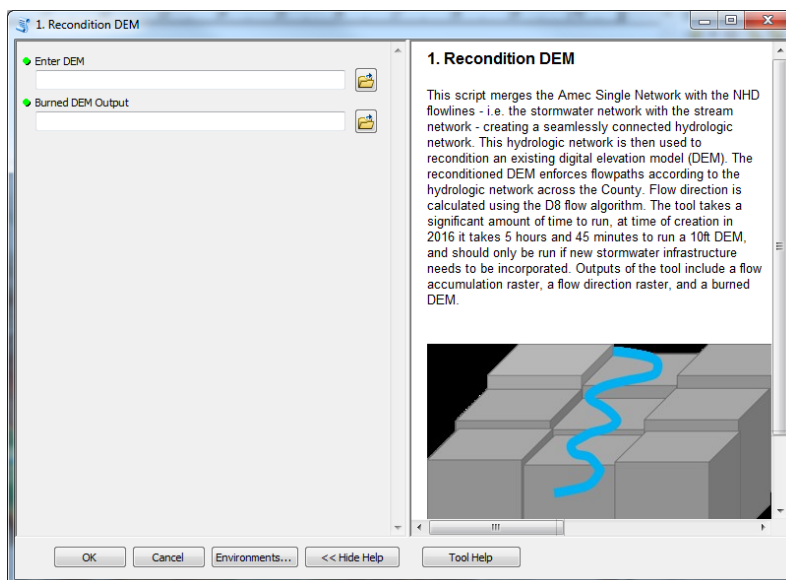 1. Recondition DEM
Enter DEM
Burned DEM Output
1. Recondition DEM
This script merges the Amec Single Network with the NHD
flowlines - i.e. the stormwater network with the stream
network - creating a seamlessly connected hydrologic
network. This hydrologic network is then used to
recondition an existing digital elevation model (DEM). The
reconditioned DEM enforces flowpaths according to the
hydrologic network across the County. Flow direction is
calculated using the D8 flow algorithm. The tool takes a
significant amount of time to run, at time of creation in
2016 it takes 5 hours and 45 minutes to run a 10ft DEM,
and should only be run if new stormwater infrastructure
needs to be incorporated. Outputs of the tool include a flow
accumulation raster, a flow direction raster, and a burned
DEM.
OK Cancel Environments... << Hide Help Tool Help